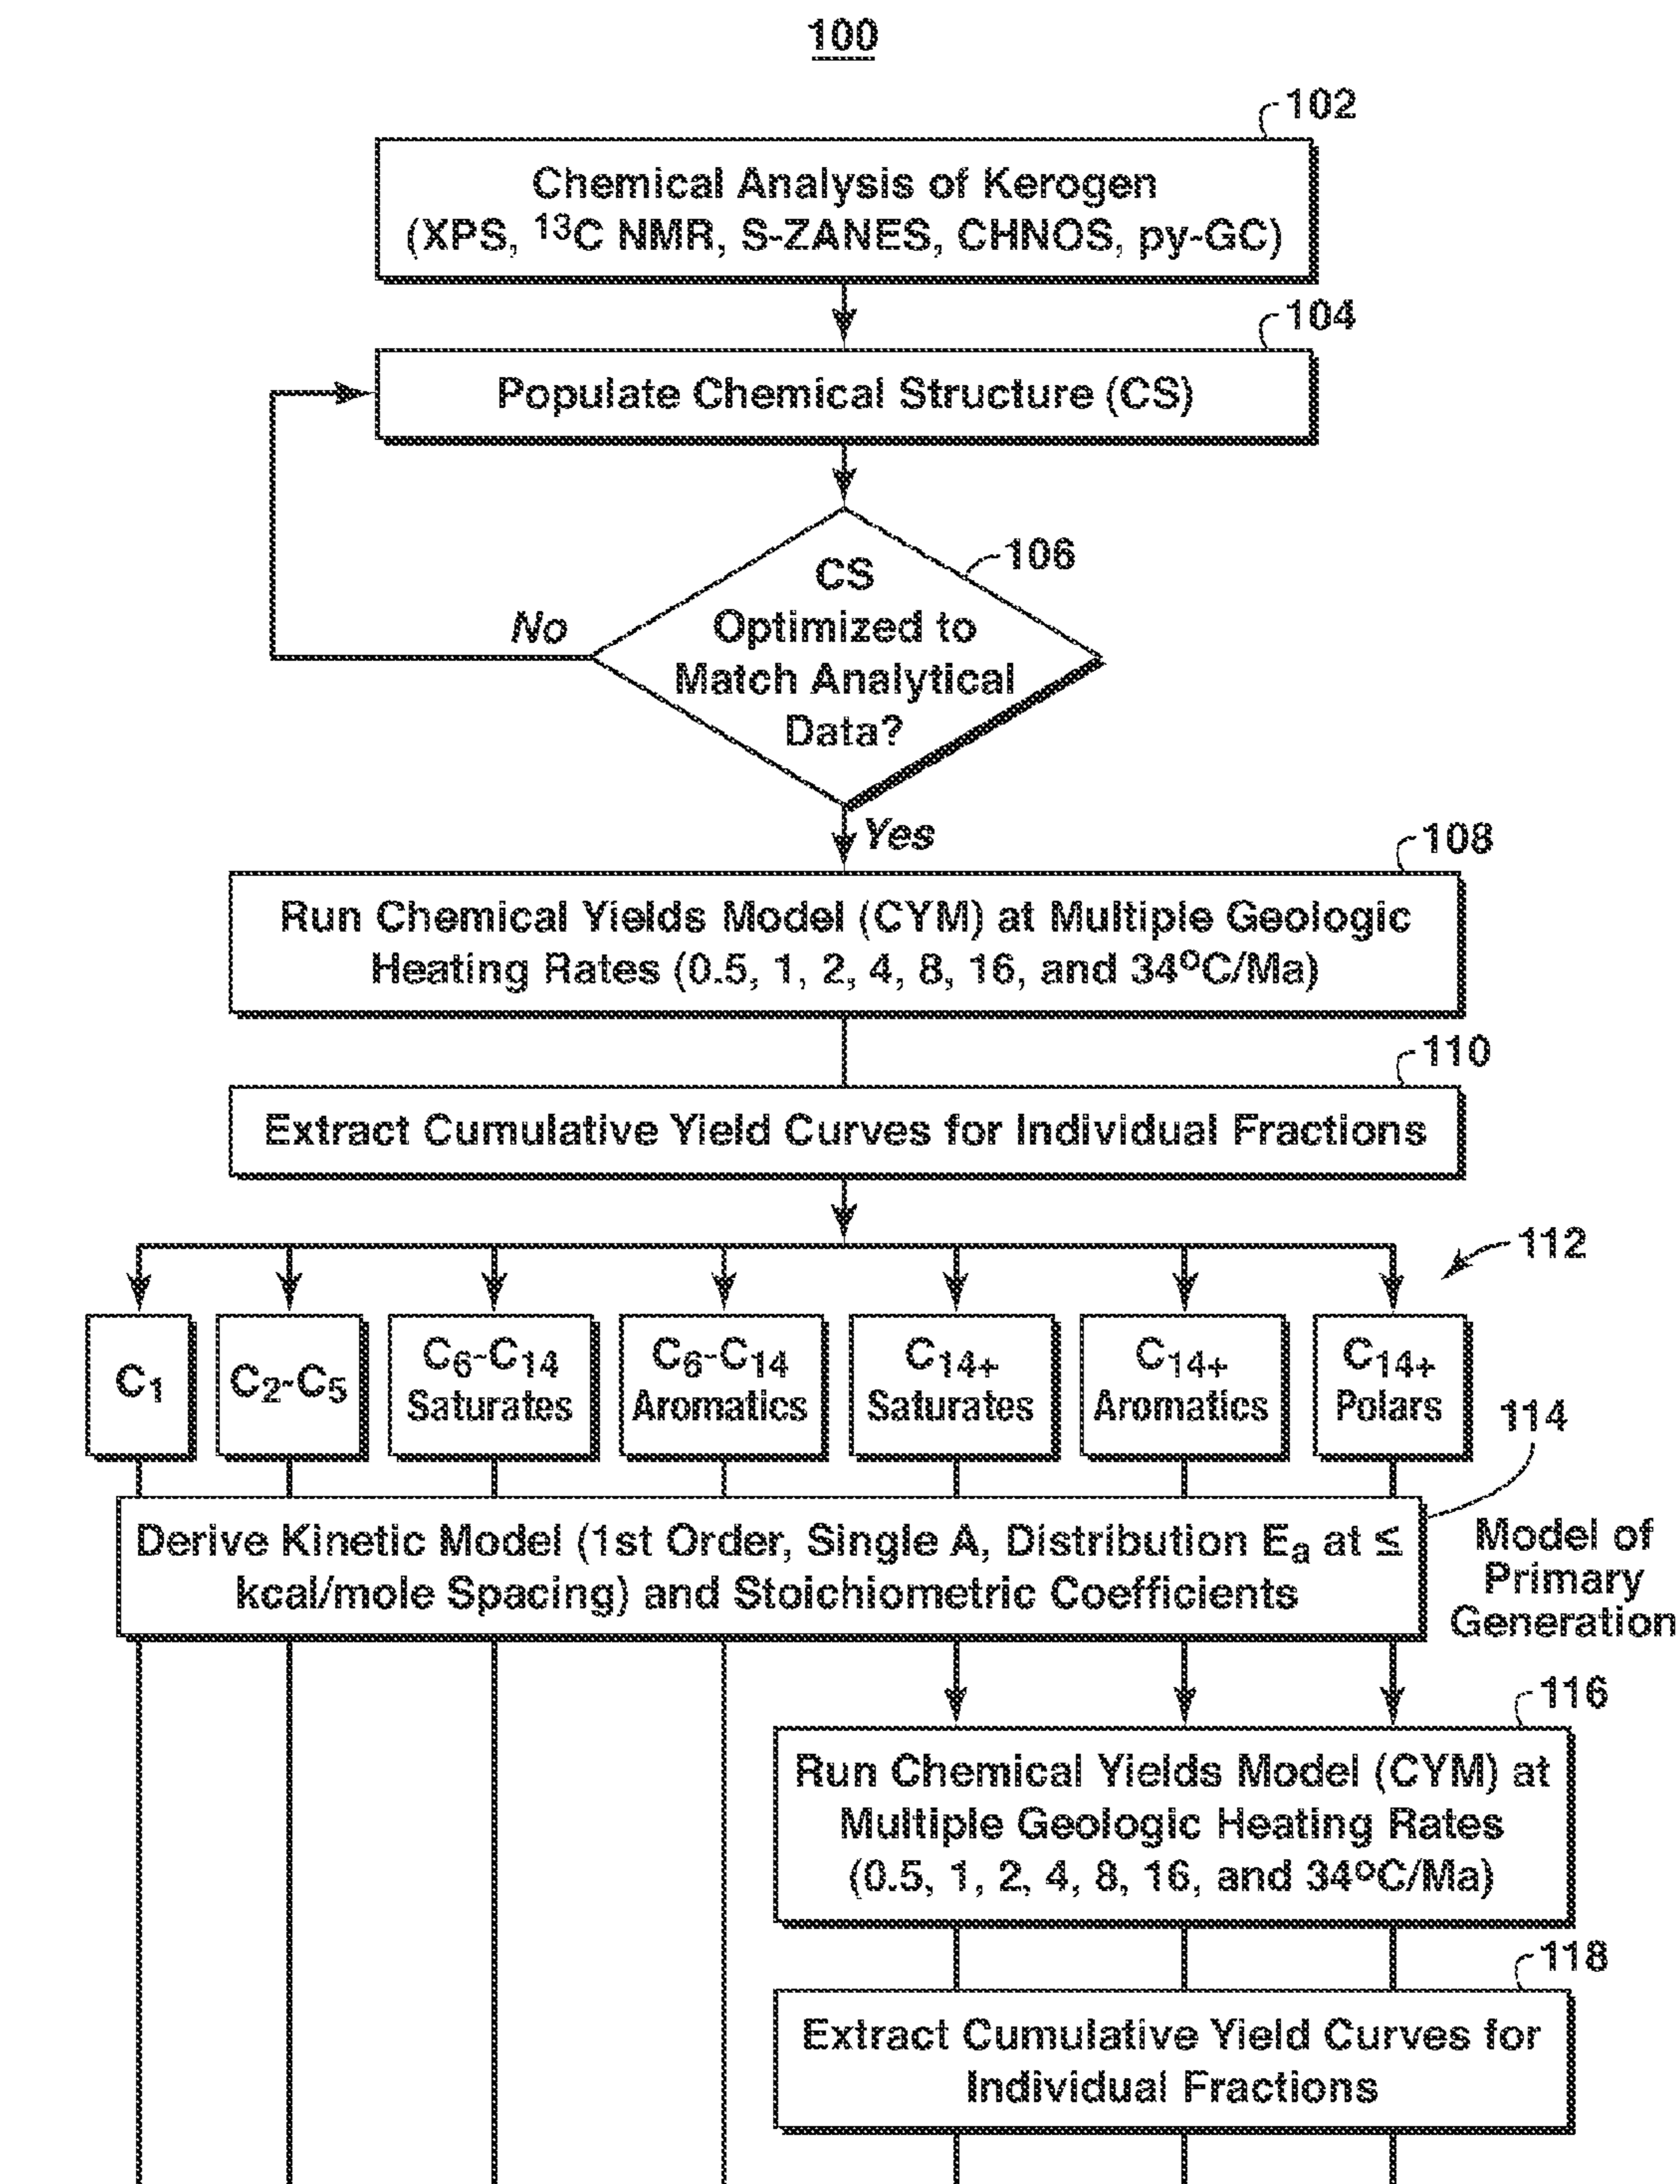 100
102
Chemical Analysis of Kerogen
(XPS, ¹³C NMR, S-ZANES, CHNOS, py-GC)
104
Populate Chemical Structure (CS)
106
CS
Optimized to
Match Analytical
Data?
No
Yes
108
Run Chemical Yields Model (CYM) at Multiple Geologic
Heating Rates (0.5, 1, 2, 4, 8, 16, and 34ºC/Ma)
110
Extract Cumulative Yield Curves for Individual Fractions
112
C₁
C₂-C₅
C₆-C₁₄
Saturates
C₆-C₁₄
Aromatics
C₁₄₊
Saturates
C₁₄₊
Aromatics
C₁₄₊
Polars
114
Derive Kinetic Model (1st Order, Single A, Distribution Eₐ at ≤
kcal/mole Spacing) and Stoichiometric Coefficients
Model of
Primary
Generation
116
Run Chemical Yields Model (CYM) at
Multiple Geologic Heating Rates
(0.5, 1, 2, 4, 8, 16, and 34ºC/Ma)
118
Extract Cumulative Yield Curves for
Individual Fractions